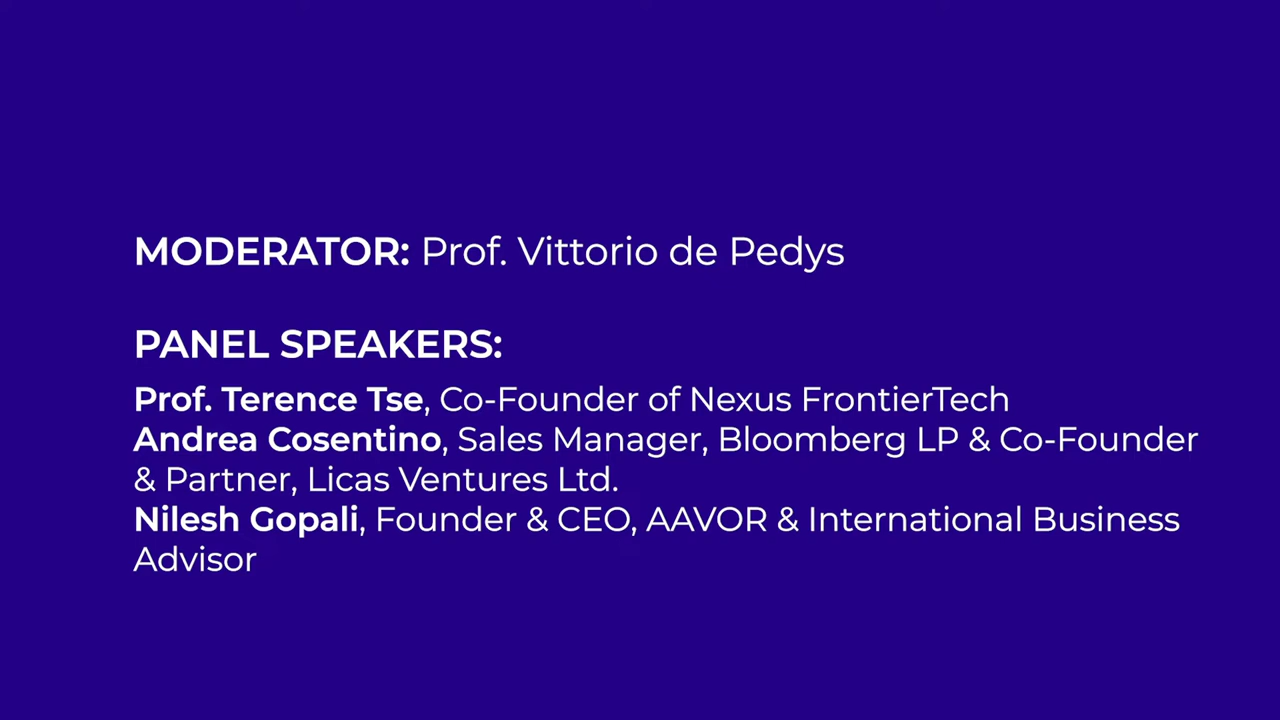 MODERATOR: Prof. Vittorio de Pedys
PANEL SPEAKERS:
Prof. Terence Tse, Co-Founder of Nexus FrontierTech
Andrea Cosentino, Sales Manager, Bloomberg LP & Co-Founder
& Partner, Licas Ventures Ltd.
Nilesh Gopali, Founder & CEO, AAVOR & International Business
Advisor